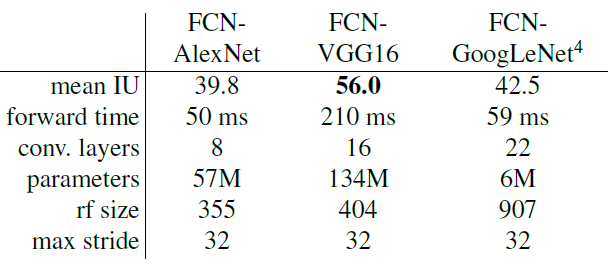 FCN- FCN- FCN-
AlexNet VGG16 GoogLeNet4
mean IU 39.8 56.0 42.5
forward time 50 ms 210 ms 59 ms
conv. layers 8 16 22
parameters 57M 134M 6M
rf size 355 404 907
max stride 32 32 32